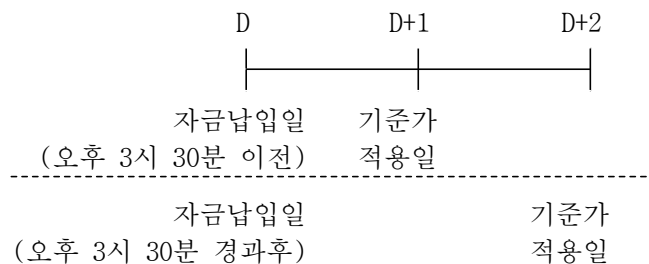 D D+1 D+2
자금납입일 기준가
(오후 3시 30분 이전) 적용일
자금납입일 기준가
(오후 3시 30분 경과후) 적용일